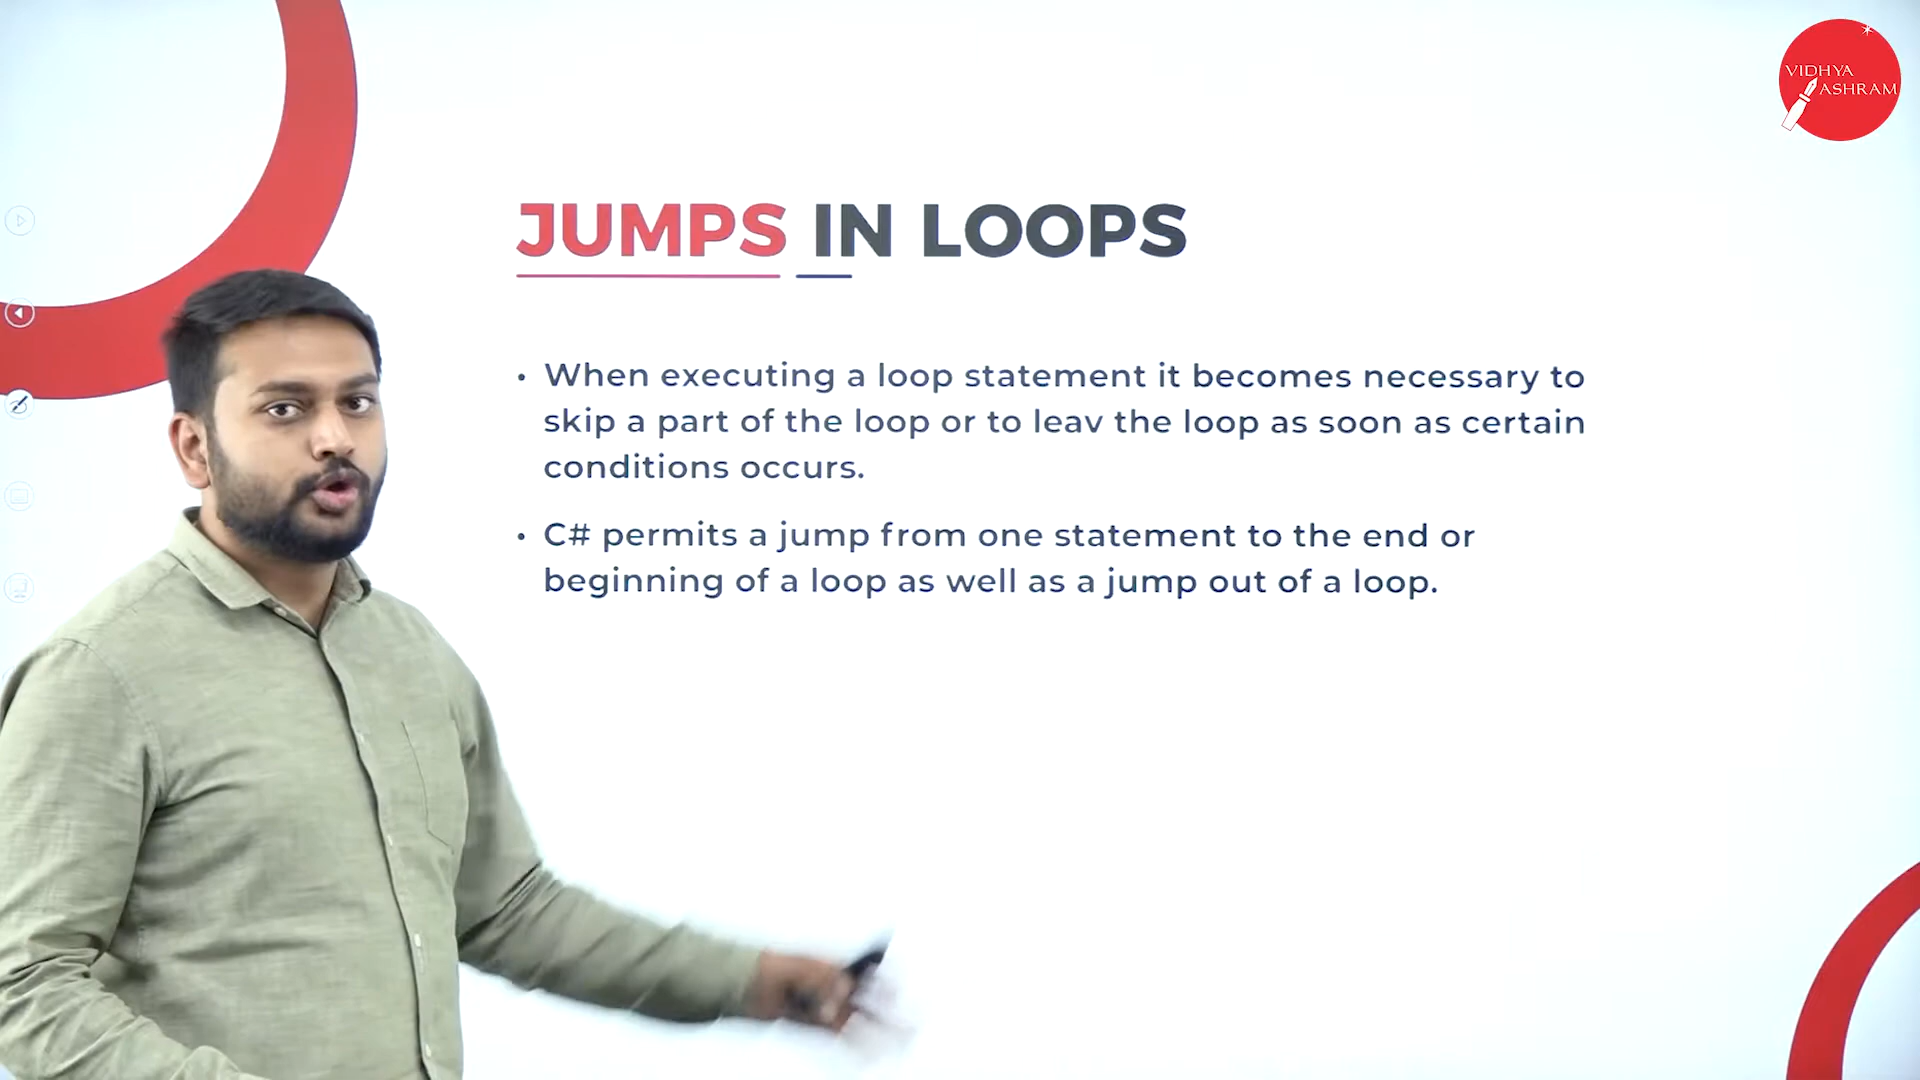 VIDHYA
ASHRAM
JUMPS IN LOOPS
• When executing a loop statement it becomes necessary to
skip a part of the loop or to leav the loop as soon as certain
conditions occurs.
• C# permits a jump from one statement to the end or
beginning of a loop as well as a jump out of a loop.